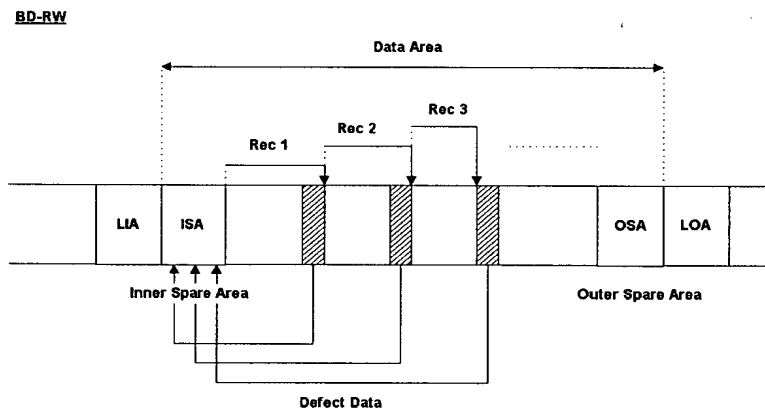 BD-RW
Data Area
Rec 1
Rec 2
Rec 3
LIA
ISA
OSA
LOA
Inner Spare Area
Outer Spare Area
Defect Data